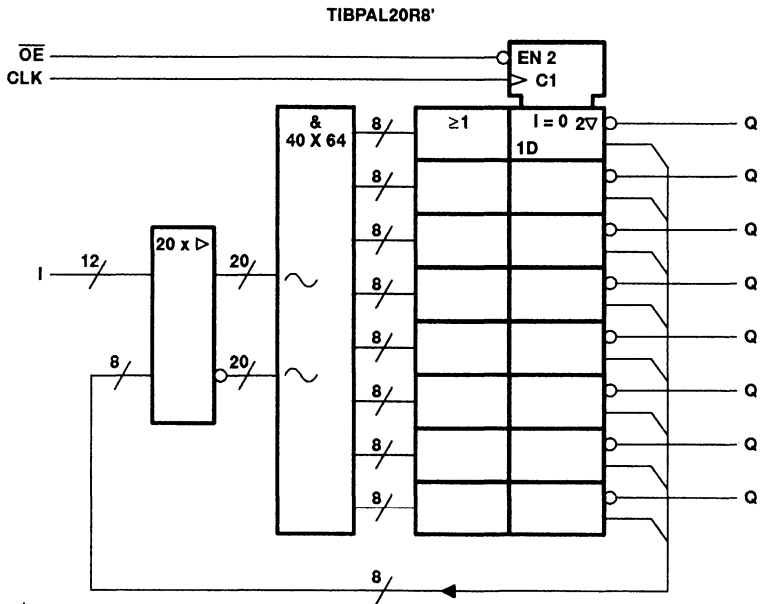 TIBPAL20R8'
OE
EN 2
CLK
C1
&
40 X 64
8
≥1
I = 0 2▽
Q
1D
8
Q
8
Q
20 x ▷
I
12
20
8
Q
8
20
8
Q
8
Q
8
Q
8
Q
8